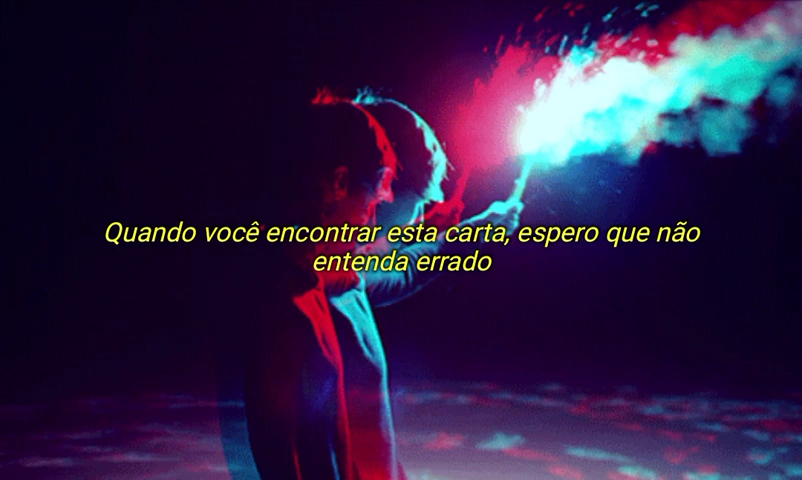 Quando você encontrar esta carta, espero que não
entenda errado